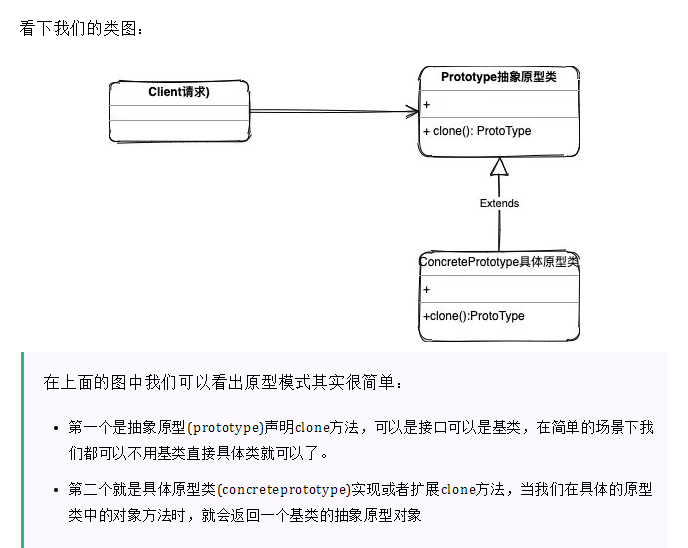 看下我们的类图：
Client请求)
Prototype抽象原型类
+
+ clone(): ProtoType
Extends
ConcretePrototype具体原型类
+
+clone():ProtoType
在上面的图中我们可以看出原型模式其实很简单：
• 第一个是抽象原型(prototype)声明clone方法，可以是接口可以是基类，在简单的场景下我
们都可以不用基类直接具体类就可以了。
• 第二个就是具体原型类(concreteprototype)实现或者扩展clone方法，当我们在具体的原型
类中的对象方法时，就会返回一个基类的抽象原型对象